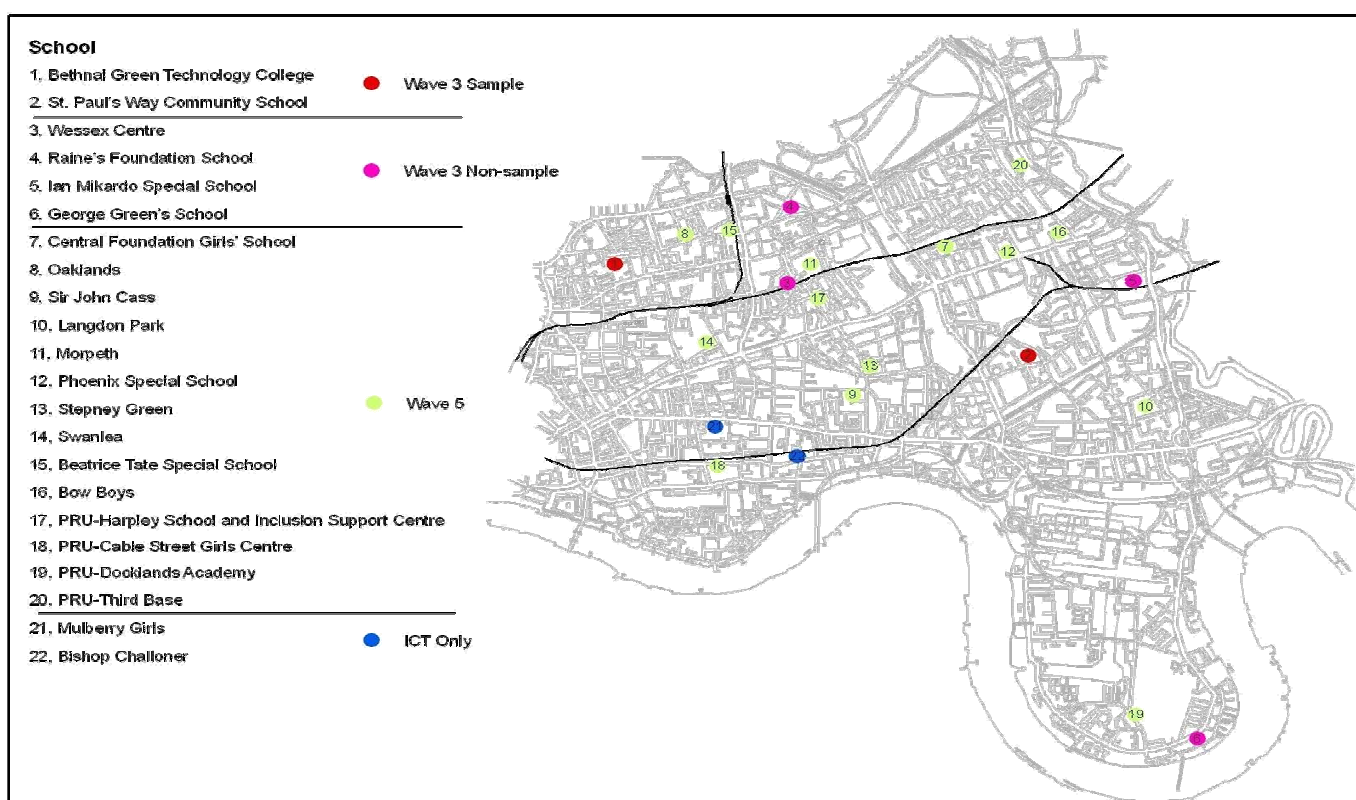 School
1. Bethnal Green Technology College
2. St. Paul's Way Community School
3. Wessex Centre
4. Raine's Foundation School
5. Ian Mikardo Special School
6. George Green's School
7. Central Foundation Girls' School
8. Oaklands
9. Sir John Cass
10. Langdon Park
11. Morpeth
12. Phoenix Special School
13. Stepney Green
14. Swanlea
15. Beatrice Tate Special School
16. Bow Boys
17. PRU-Harpley School and Inclusion Support Centre
18. PRU-Cable Street Girls Centre
19. PRU-Docklands Academy
20. PRU-Third Base
21. Mulberry Girls
22. Bishop Challoner
Wave 3 Sample
Wave 3 Non-sample
Wave 5
ICT Only
20
4
8
15
16
7
12
1
11
5
3
17
14
2
13
9
10
21
22
18
19
6